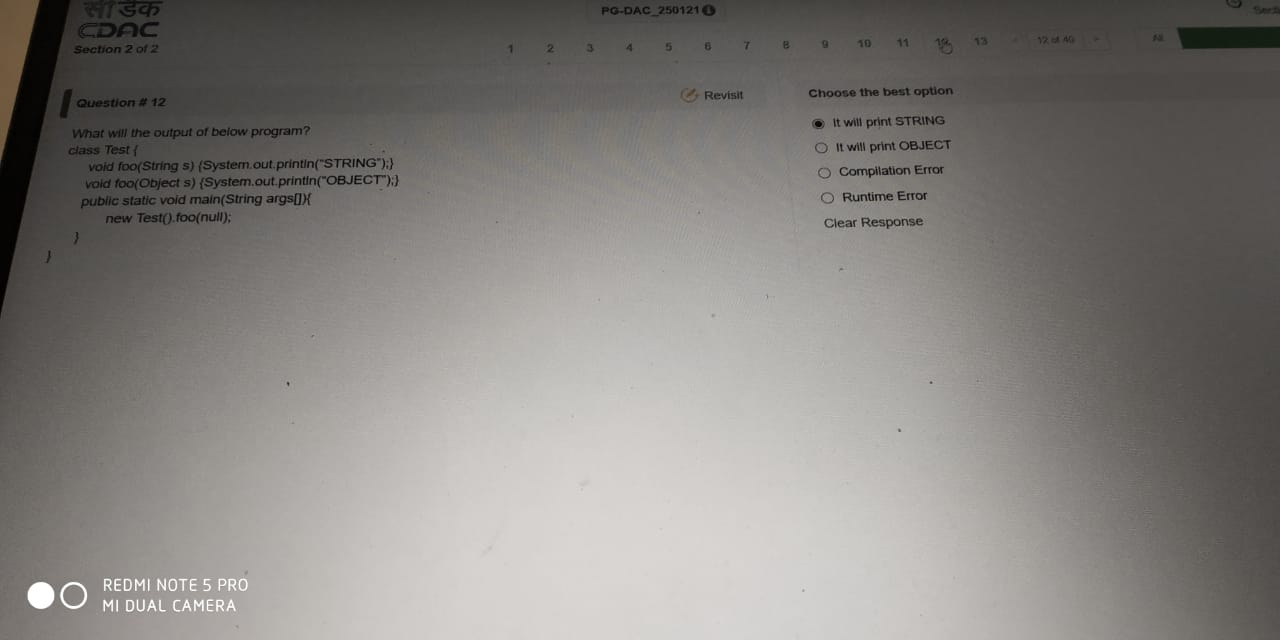 सी डैक
CDAC
Section 2 of 2
PG-DAC_250121
1 2 3 4 5 6 7 8 9 10 11 12 13 12 of 40 All
Question # 12
Revisit
What will the output of below program?
class Test {
void foo(String s) {System.out.println("STRING");}
void foo(Object s) {System.out.println("OBJECT");}
public static void main(String args[]){
new Test().foo(null);
}
}
Choose the best option
It will print STRING
It will print OBJECT
Compilation Error
Runtime Error
Clear Response
REDMI NOTE 5 PRO
MI DUAL CAMERA